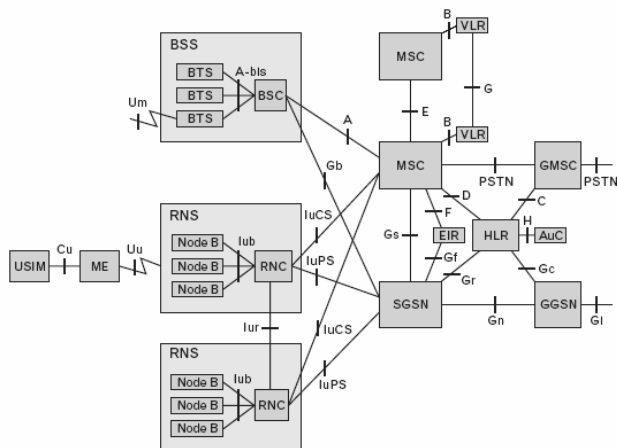 BSS
BTS
BTS
BTS
A-bis
BSC
Um
MSC
B
VLR
G
E
B
VLR
A
Gb
MSC
PSTN
GMSC
PSTN
D
C
F
RNS
Node B
Node B
Node B
Iub
RNC
IuCS
IuPS
Gs
EIR
HLR
H
AuC
USIM
Cu
ME
Uu
Gf
Gr
Gc
SGSN
Gn
GGSN
Gi
Iur
IuCS
IuPS
RNS
Node B
Node B
Node B
Iub
RNC